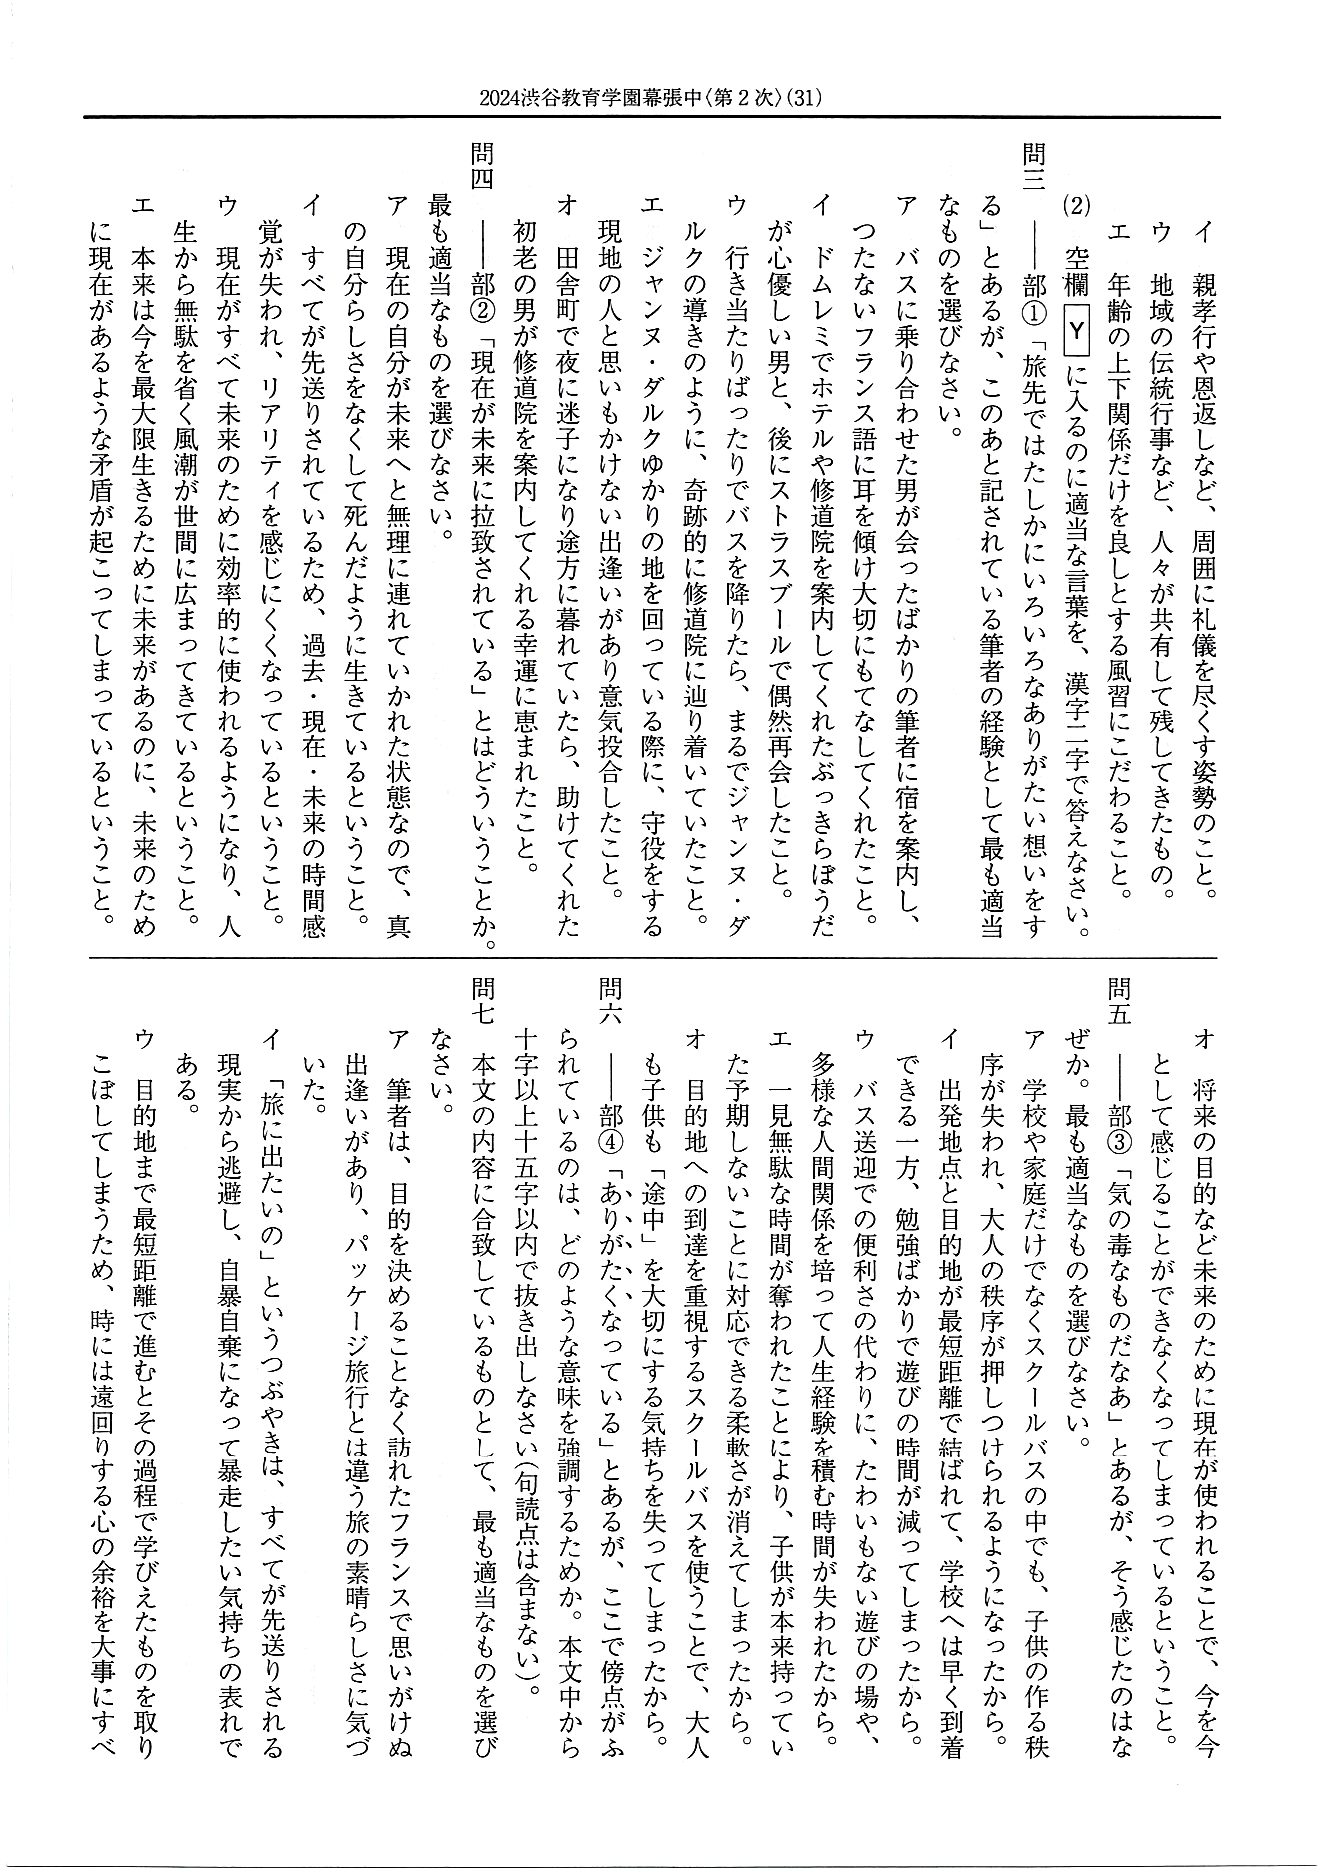 2024渋谷教育学園幕張中〈第2次〉(31)
イ　親孝行や恩返しなど、周囲に礼儀を尽くす姿勢のこと。
ウ　地域の伝統行事など、人々が共有して残してきたもの。
エ　年齢の上下関係だけを良しとする風習にこだわること。
(2)　空欄Yに入るのに適当な言葉を、漢字二字で答えなさい。
問三　――部①「旅先ではたしかにいろいろなありがたい想いをす
る」とあるが、このあと記されている筆者の経験として最も適当
なものを選びなさい。
ア　バスに乗り合わせた男が会ったばかりの筆者に宿を案内し、
つたないフランス語に耳を傾け大切にもてなしてくれたこと。
イ　ドムレミでホテルや修道院を案内してくれたぶっきらぼうだ
が心優しい男と、後にストラスブールで偶然再会したこと。
ウ　行き当たりばったりでバスを降りたら、まるでジャンヌ・ダ
ルクの導きのように、奇跡的に修道院に辿り着いていたこと。
エ　ジャンヌ・ダルクゆかりの地を回っている際に、守役をする
現地の人と思いもかけない出逢いがあり意気投合したこと。
オ　田舎町で夜に迷子になり途方に暮れていたら、助けてくれた
初老の男が修道院を案内してくれる幸運に恵まれたこと。
問四　――部②「現在が未来に拉致されている」とはどういうことか。
最も適当なものを選びなさい。
ア　現在の自分が未来へと無理に連れていかれた状態なので、真
の自分らしさをなくして死んだように生きているということ。
イ　すべてが先送りされているため、過去・現在・未来の時間感
覚が失われ、リアリティを感じにくくなっているということ。
ウ　現在がすべて未来のために効率的に使われるようになり、人
生から無駄を省く風潮が世間に広まってきているということ。
エ　本来は今を最大限生きるために未来があるのに、未来のため
に現在があるような矛盾が起こってしまっているということ。
オ　将来の目的など未来のために現在が使われることで、今を今
として感じることができなくなってしまっているということ。
問五　――部③「気の毒なものだなあ」とあるが、そう感じたのはな
ぜか。最も適当なものを選びなさい。
ア　学校や家庭だけでなくスクールバスの中でも、子供の作る秩
序が失われ、大人の秩序が押しつけられるようになったから。
イ　出発地点と目的地が最短距離で結ばれて、学校へは早く到着
できる一方、勉強ばかりで遊びの時間が減ってしまったから。
ウ　バス送迎での便利さの代わりに、たわいもない遊びの場や、
多様な人間関係を培って人生経験を積む時間が失われたから。
エ　一見無駄な時間が奪われたことにより、子供が本来持ってい
た予期しないことに対応できる柔軟さが消えてしまったから。
オ　目的地への到達を重視するスクールバスを使うことで、大人
も子供も「途中」を大切にする気持ちを失ってしまったから。
問六　――部④「ありがたくなっている」とあるが、ここで傍点がふ
られているのは、どのような意味を強調するためか。本文中から
十字以上十五字以内で抜き出しなさい(句読点は含まない)。
問七　本文の内容に合致しているものとして、最も適当なものを選び
なさい。
ア　筆者は、目的を決めることなく訪れたフランスで思いがけぬ
出逢いがあり、パッケージ旅行とは違う旅の素晴らしさに気づ
いた。
イ　「旅に出たいの」というつぶやきは、すべてが先送りされる
現実から逃避し、自暴自棄になって暴走したい気持ちの表れで
ある。
ウ　目的地まで最短距離で進むとその過程で学びえたものを取り
こぼしてしまうため、時には遠回りする心の余裕を大事にすべ